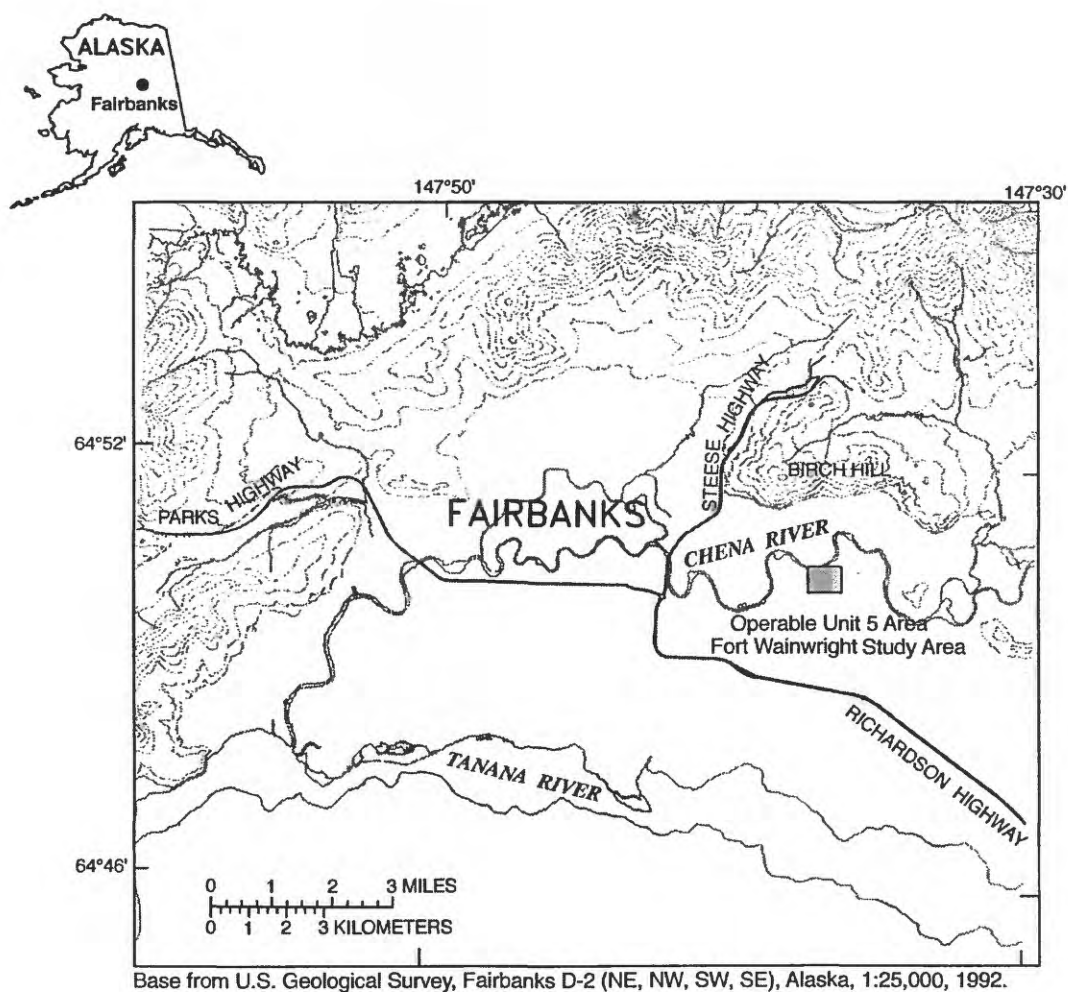 ALASKA
Fairbanks
147°50'
147°30'
64°52'
STEESE HIGHWAY
BIRCH HILL
PARKS HIGHWAY
FAIRBANKS
CHENA RIVER
Operable Unit 5 Area
Fort Wainwright Study Area
RICHARDSON HIGHWAY
TANANA RIVER
64°46'
0 1 2 3 MILES
0 1 2 3 KILOMETERS
Base from U.S. Geological Survey, Fairbanks D-2 (NE, NW, SW, SE), Alaska, 1:25,000, 1992.